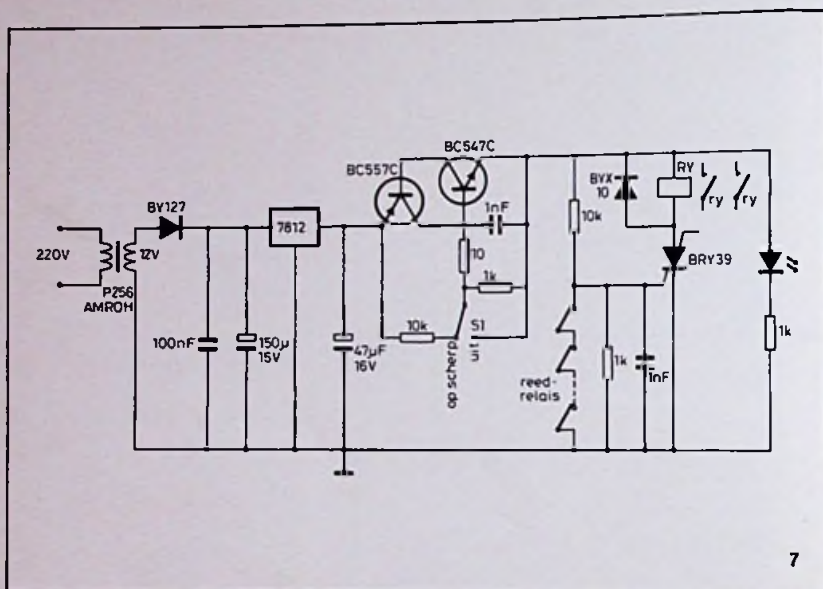 BC547C
BC557C
BYX
10
RY
ry
ry
BY127
7812
1nF
10k
BRY39
220V
12V
10
1k
P256
AMROH
10k
S1
op scherp
uit
100nF
150µ
15V
47µF
16V
reed-
relais
1k
1nF
1k
7